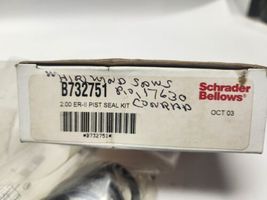 WHIRLWIND SAWS
B732751 P.O. 17630
2.00 ER-II PIST SEAL KIT CONRAD
*B732751*
Schrader
Bellows
OCT 03